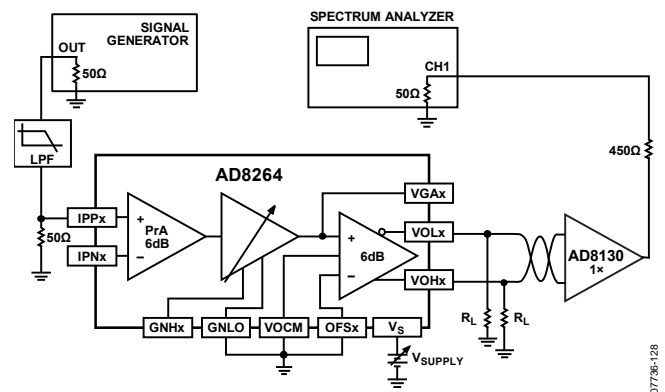 SIGNAL
GENERATOR
OUT
50Ω
SPECTRUM ANALYZER
CH1
50Ω
LPF
450Ω
AD8264
IPPx
IPNx
50Ω
+
−
PrA
6dB
+
−
6dB
VGAx
VOLx
VOHx
AD8130
1×
GNHx
GNLO
VOCM
OFSx
VS
VSUPPLY
RL
RL
07736-128